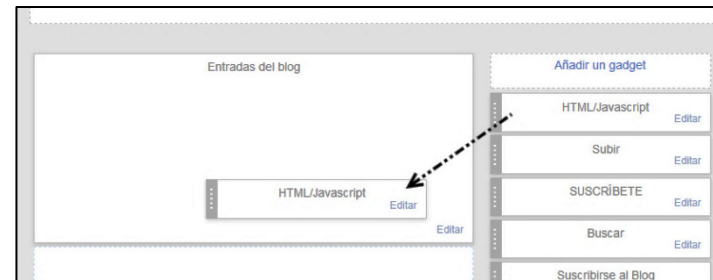 Entradas del blog
HTML/Javascript
Editar
Editar
Añadir un gadget
HTML/Javascript
Editar
Subir
Editar
SUSCRÍBETE
Editar
Buscar
Editar
Suscribirse al Blog